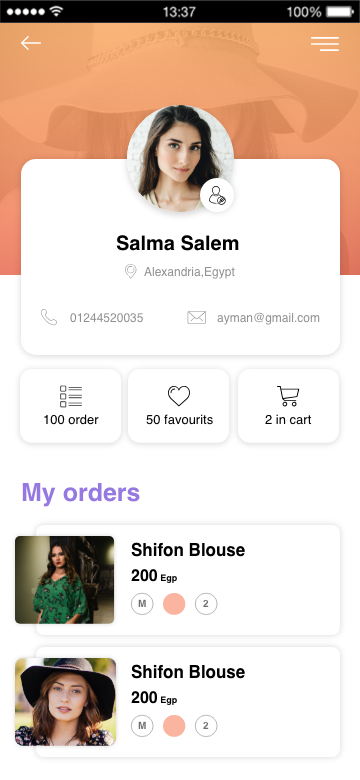 13:37 100%
Salma Salem
Alexandria,Egypt
01244520035 ayman@gmail.com
100 order 50 favourits 2 in cart
My orders
Shifon Blouse
200 Egp
M 2
Shifon Blouse
200 Egp
M 2